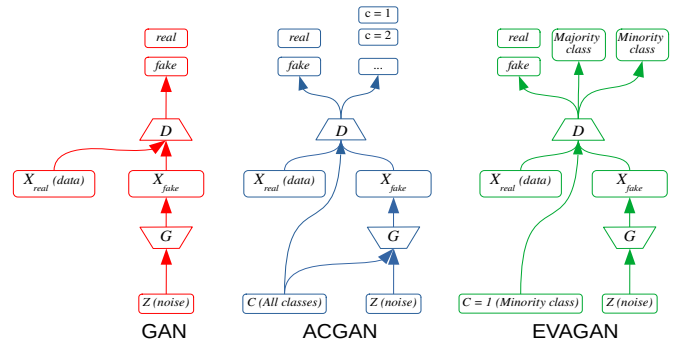 real
fake
D
X real (data)
X fake
G
Z (noise)
GAN
real
fake
c = 1
c = 2
...
D
X real (data)
X fake
G
C (All classes)
Z (noise)
ACGAN
real
fake
Majority
class
Minority
class
D
X real (data)
X fake
G
C = 1 (Minority class)
Z (noise)
EVAGAN